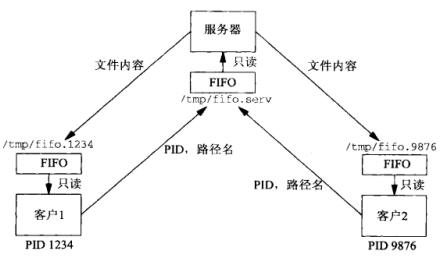 服务器
只读
文件内容
文件内容
FIFO
/tmp/fifo.serv
/tmp/fifo.1234
/tmp/fifo.9876
FIFO
PID，路径名
FIFO
只读
PID，路径名
只读
客户1
客户2
PID 1234
PID 9876